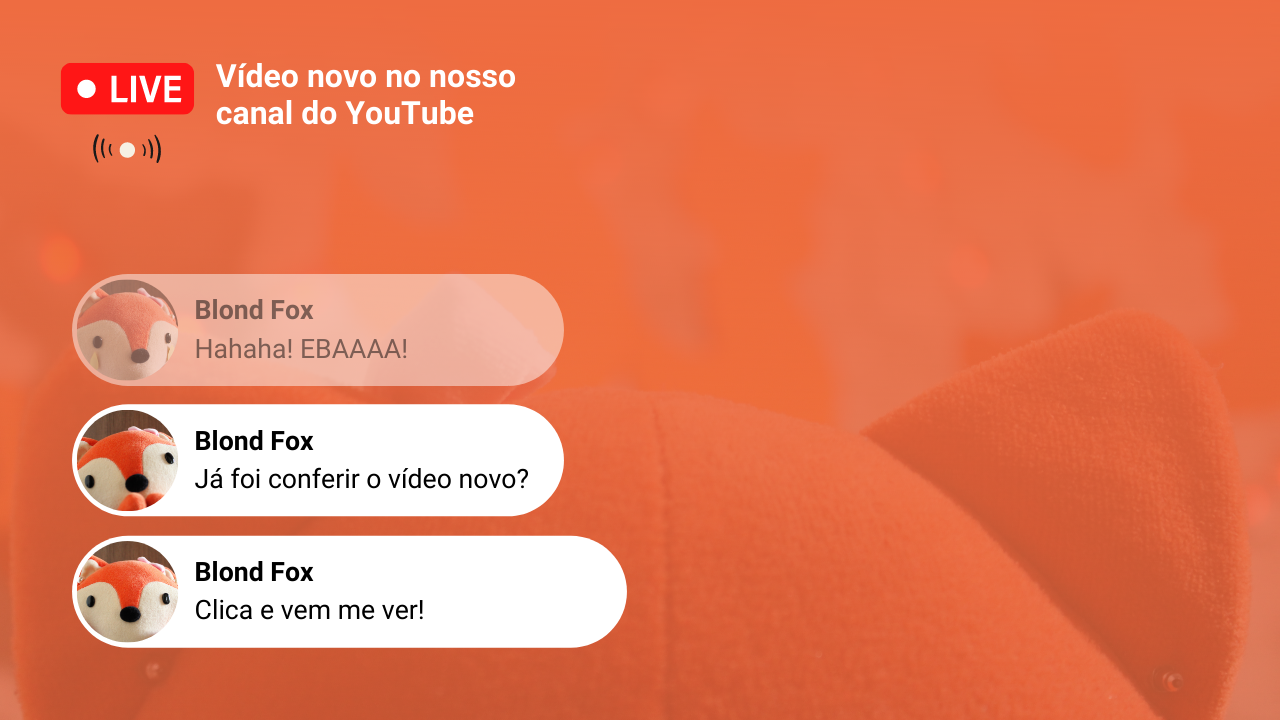 LIVE
Vídeo novo no nosso
canal do YouTube
Blond Fox
Hahaha! EBAAAA!
Blond Fox
Já foi conferir o vídeo novo?
Blond Fox
Clica e vem me ver!